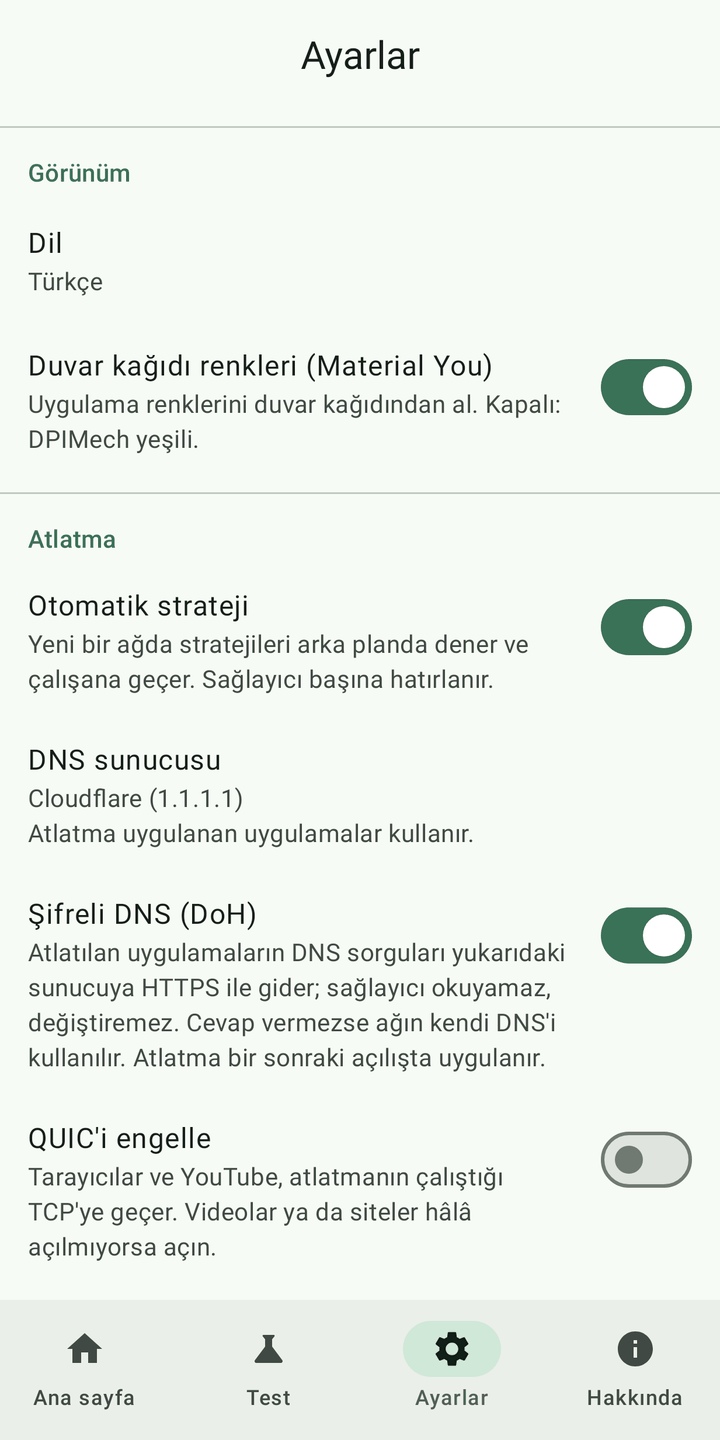 Ayarlar
Görünüm
Dil
Türkçe
Duvar kağıdı renkleri (Material You)
Uygulama renklerini duvar kağıdından al. Kapalı:
DPIMech yeşili.
Atlatma
Otomatik strateji
Yeni bir ağda stratejileri arka planda dener ve
çalışana geçer. Sağlayıcı başına hatırlanır.
DNS sunucusu
Cloudflare (1.1.1.1)
Atlatma uygulanan uygulamalar kullanır.
Şifreli DNS (DoH)
Atlatılan uygulamaların DNS sorguları yukarıdaki
sunucuya HTTPS ile gider; sağlayıcı okuyamaz,
değiştiremez. Cevap vermezse ağın kendi DNS'i
kullanılır. Atlatma bir sonraki açılışta uygulanır.
QUIC'i engelle
Tarayıcılar ve YouTube, atlatmanın çalıştığı
TCP'ye geçer. Videolar ya da siteler hâlâ
açılmıyorsa açın.
Ana sayfa
Test
Ayarlar
Hakkında